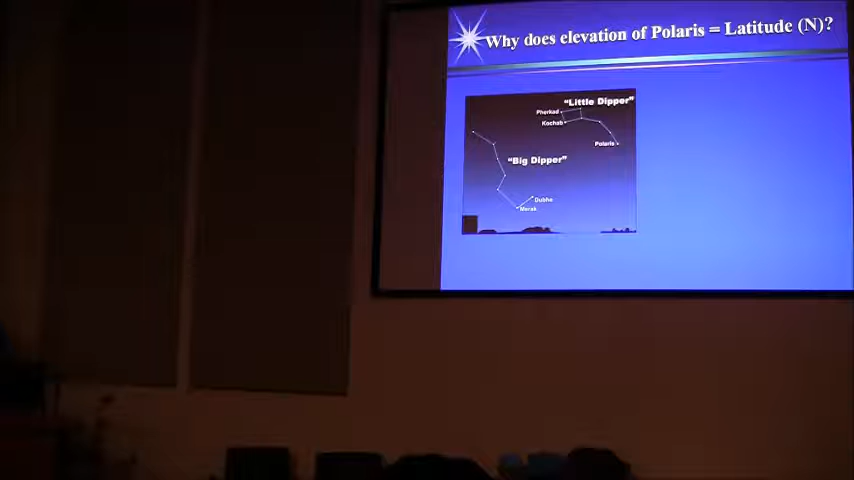 Why does elevation of Polaris = Latitude (N)?
"Little Dipper"
Pherkad
Kochab
Polaris
"Big Dipper"
Dubhe
Merak